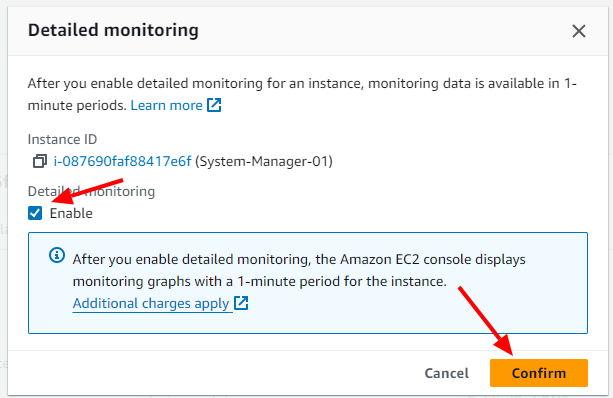 Detailed monitoring
After you enable detailed monitoring for an instance, monitoring data is available in 1-
minute periods. Learn more
Instance ID
i-087690faf88417e6f (System-Manager-01)
Detailed monitoring
Enable
After you enable detailed monitoring, the Amazon EC2 console displays
monitoring graphs with a 1-minute period for the instance.
Additional charges apply
Cancel
Confirm